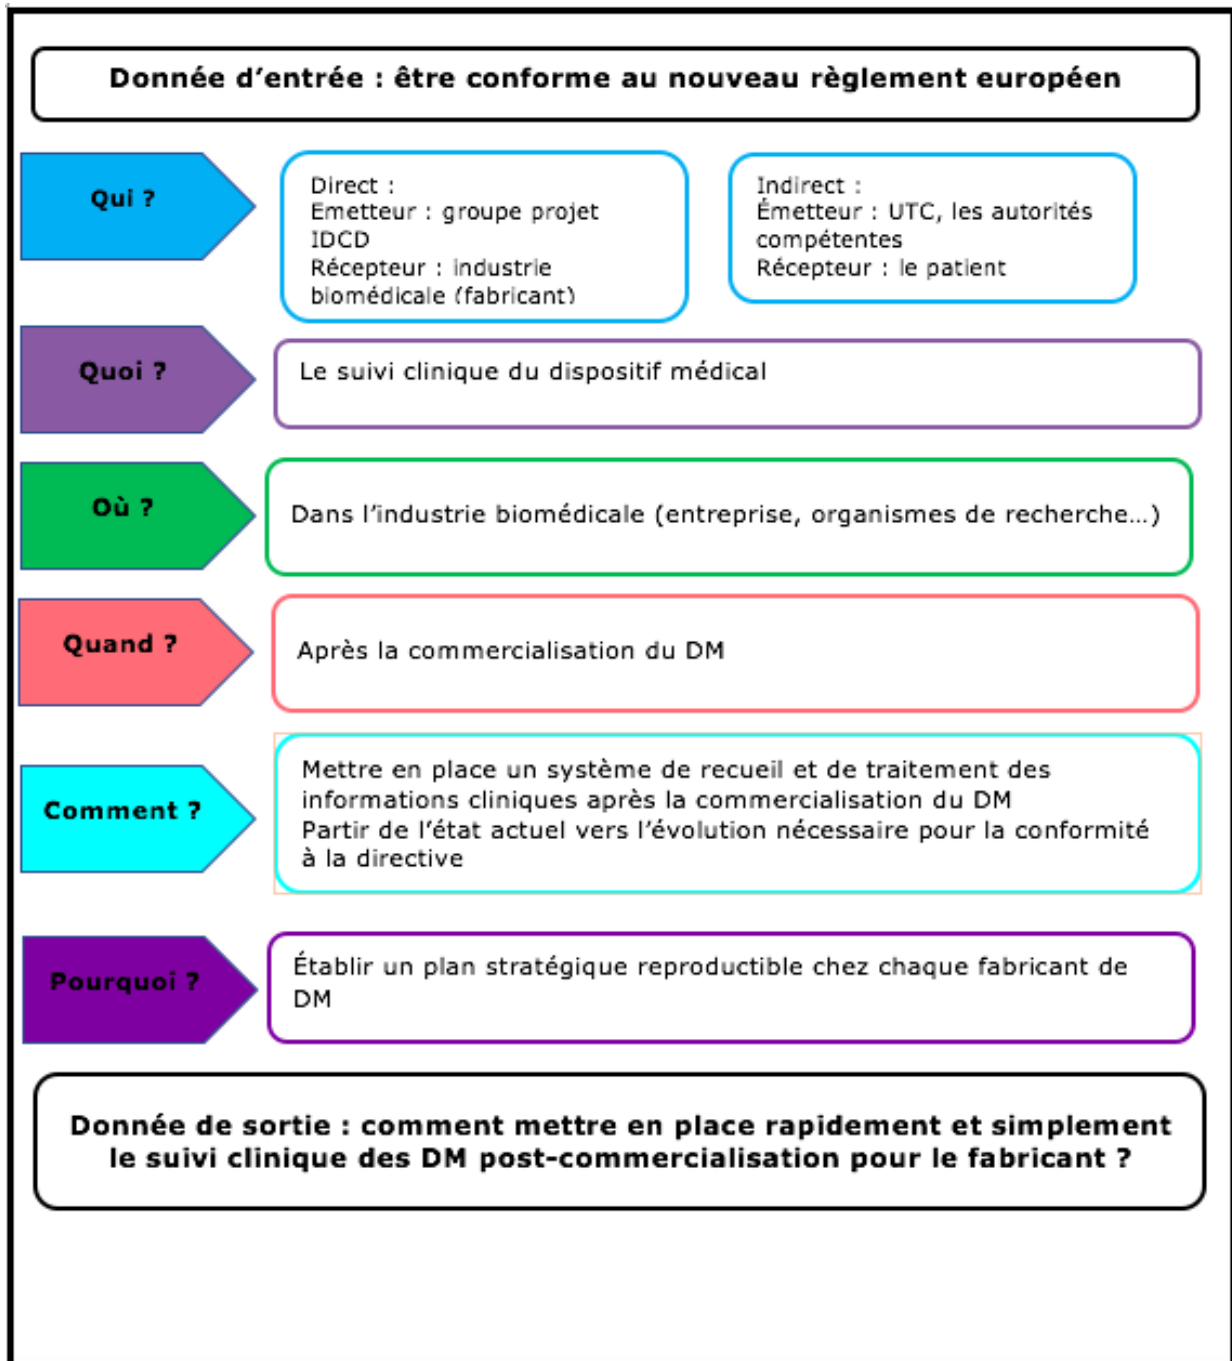 Donnée d'entrée : être conforme au nouveau règlement européen
Qui ?
Direct :
Emetteur : groupe projet
IDCD
Récepteur : industrie
biomédicale (fabricant)
Indirect :
Émetteur : UTC, les autorités
compétentes
Récepteur : le patient
Quoi ?
Le suivi clinique du dispositif médical
Où ?
Dans l'industrie biomédicale (entreprise, organismes de recherche…)
Quand ?
Après la commercialisation du DM
Comment ?
Mettre en place un système de recueil et de traitement des
informations cliniques après la commercialisation du DM
Partir de l'état actuel vers l'évolution nécessaire pour la conformité
à la directive
Pourquoi ?
Établir un plan stratégique reproductible chez chaque fabricant de
DM
Donnée de sortie : comment mettre en place rapidement et simplement
le suivi clinique des DM post-commercialisation pour le fabricant ?